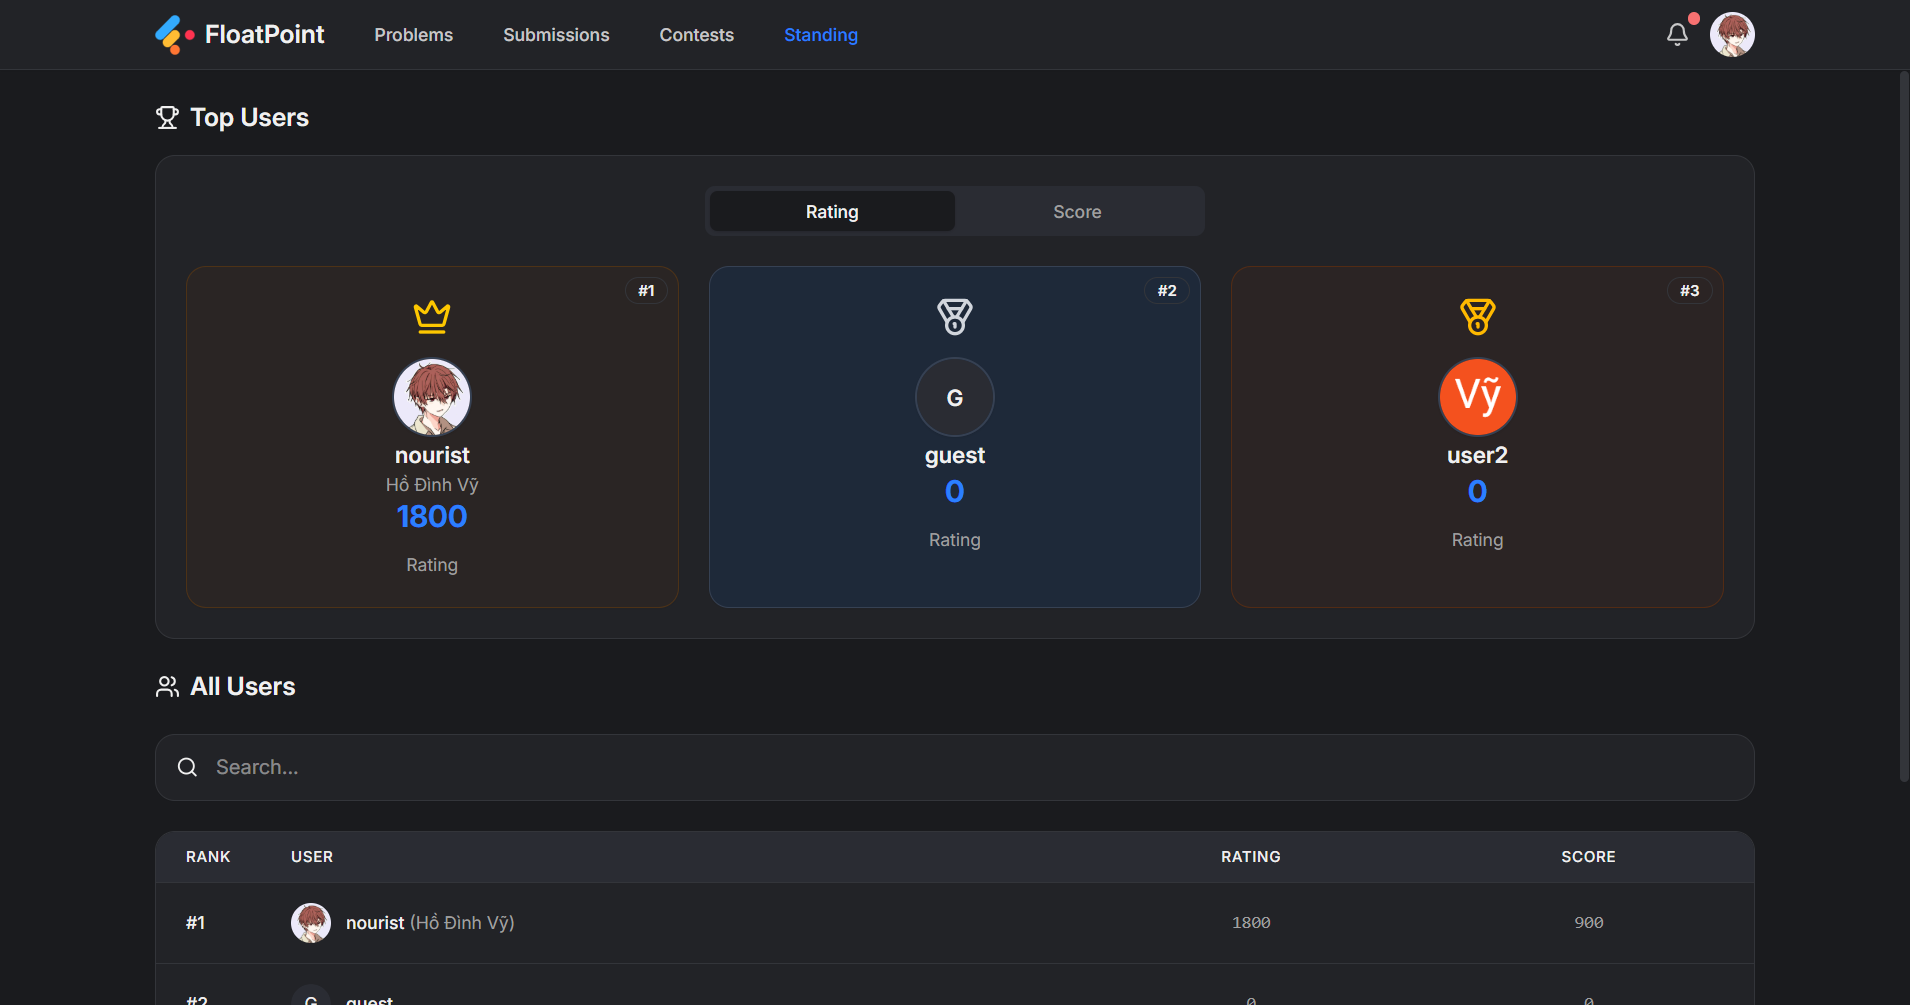 FloatPoint Problems Submissions Contests Standing
Top Users
Rating Score
#1
nourist
Hồ Đình Vỹ
1800
Rating
#2
G
guest
0
Rating
#3
Vỹ
user2
0
Rating
All Users
Search...
RANK USER RATING SCORE
#1 nourist (Hồ Đình Vỹ) 1800 900
#2 G guest 0 0